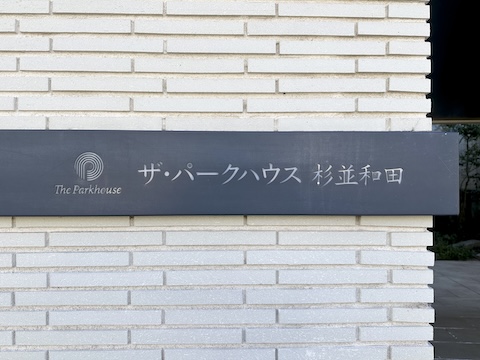 The Parkhouse
ザ・パークハウス 杉並和田